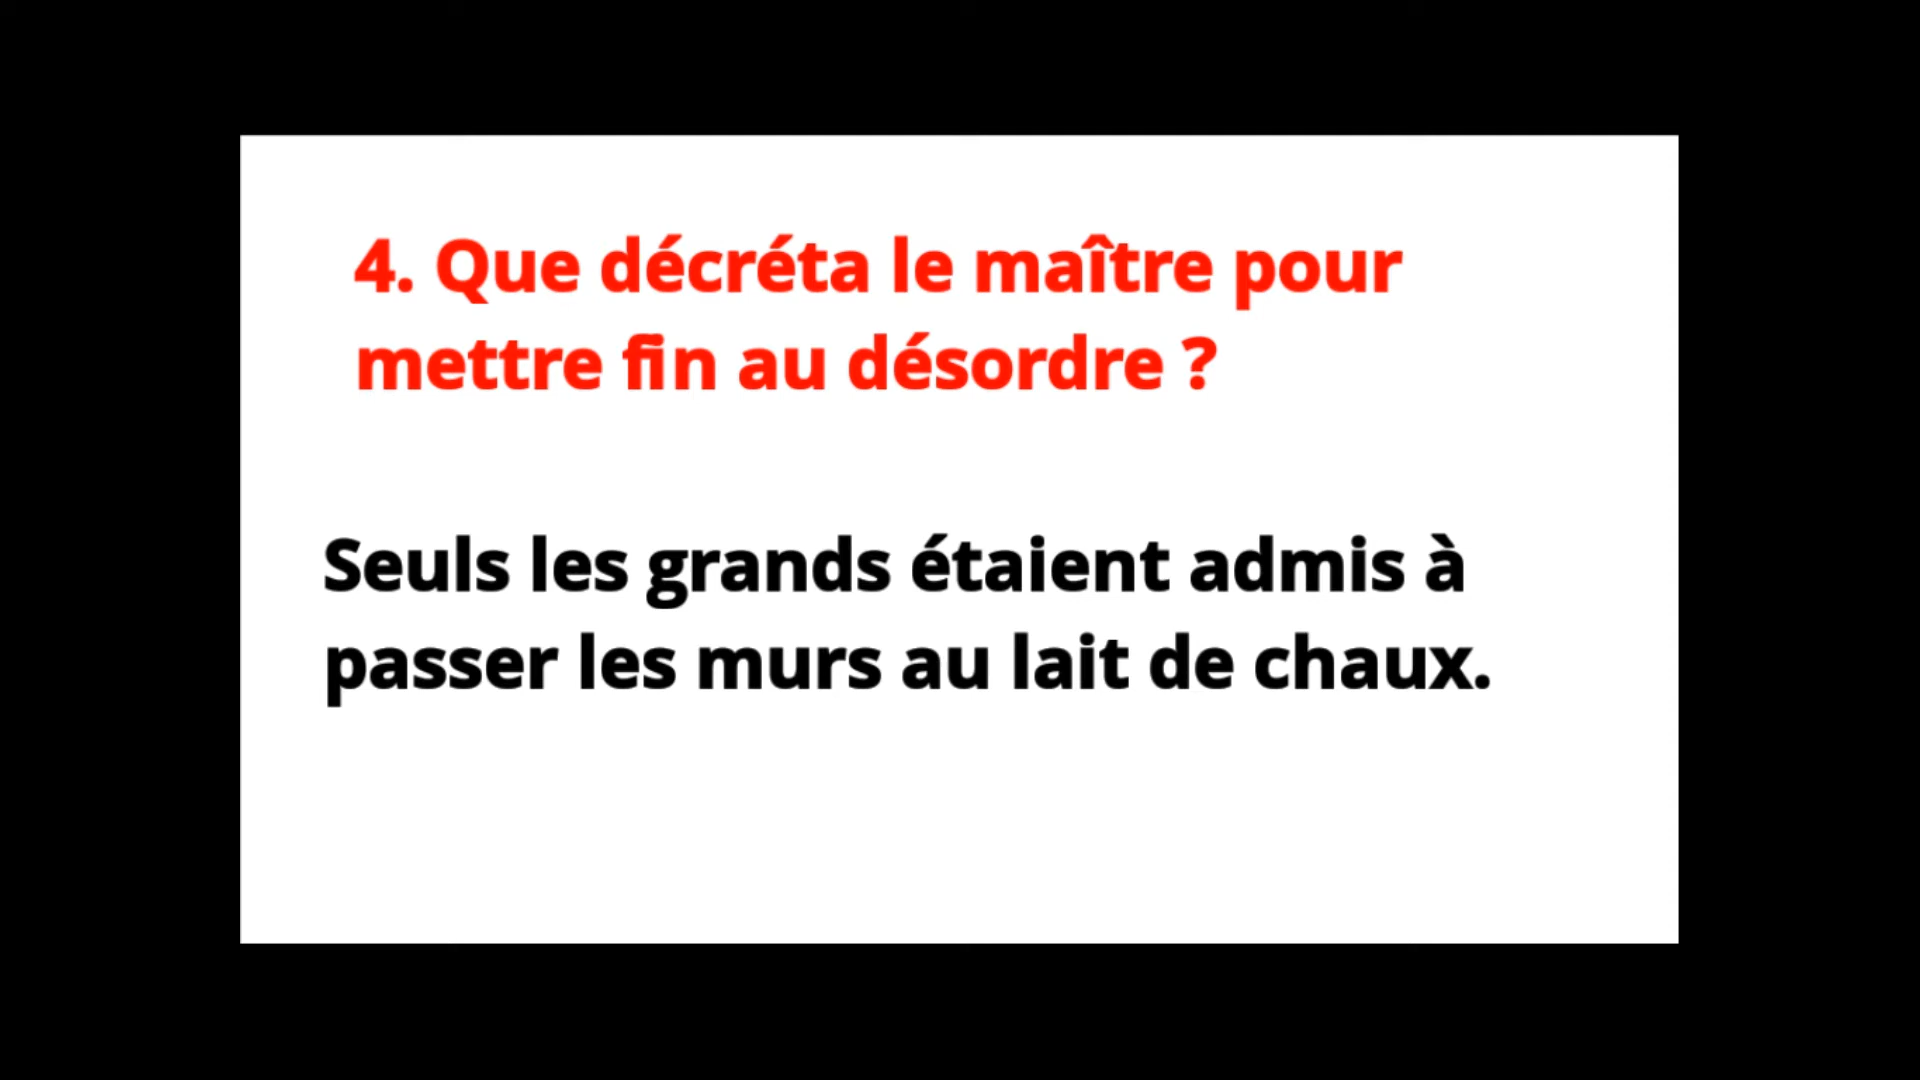 4. Que décréta le maître pour
mettre fin au désordre ?
Seuls les grands étaient admis à
passer les murs au lait de chaux.